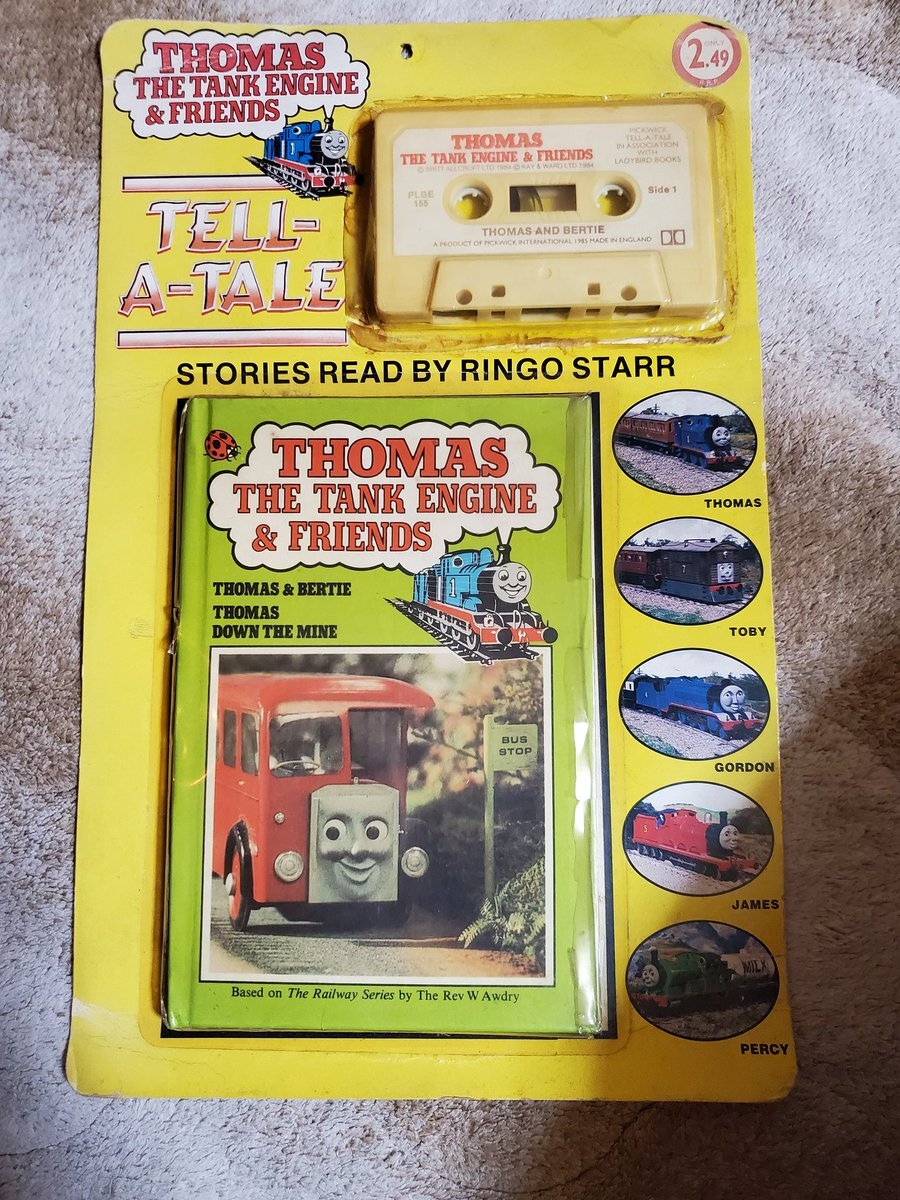 THOMAS
THE TANK ENGINE
& FRIENDS
ONLY
2.49
R.R.P.
TELL-
A-TALE
THOMAS
THE TANK ENGINE & FRIENDS
© BRITT ALLCROFT LTD 1984 © KAY & WARD LTD 1984
PICKWICK
TELL-A-TALE
IN ASSOCIATION
WITH
LADYBIRD BOOKS
PLBE
155
Side 1
THOMAS AND BERTIE
A PRODUCT OF PICKWICK INTERNATIONAL 1985 MADE IN ENGLAND
STORIES READ BY RINGO STARR
THOMAS
THE TANK ENGINE
& FRIENDS
1
THOMAS & BERTIE
THOMAS
DOWN THE MINE
BUS
STOP
Based on The Railway Series by The Rev W Awdry
THOMAS
TOBY
GORDON
JAMES
MILK
PERCY